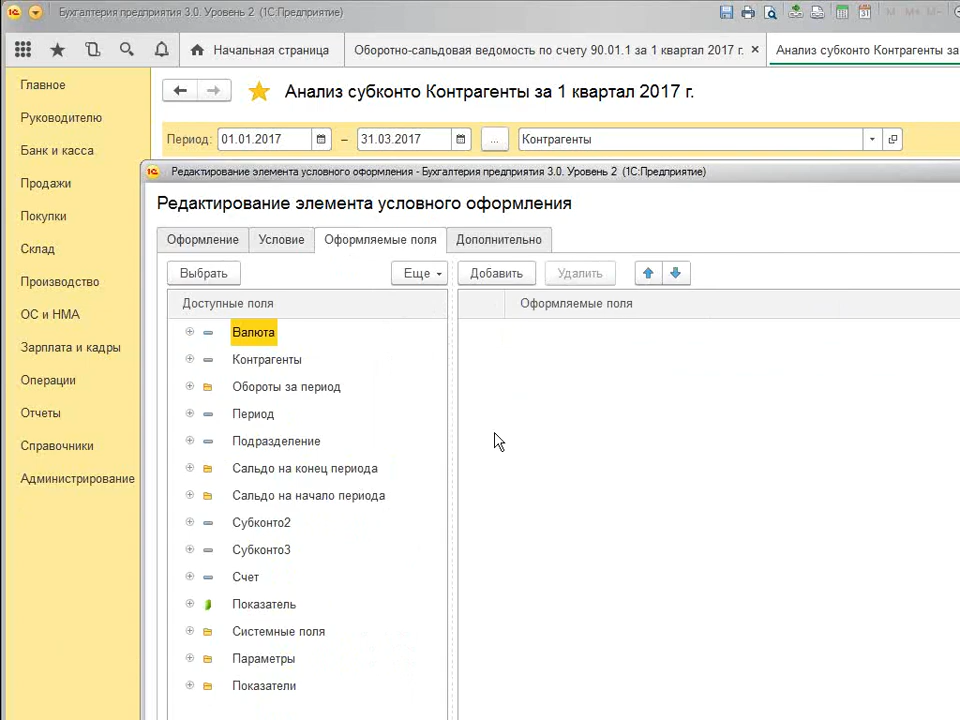 Бухгалтерия предприятия 3.0. Уровень 2 (1С:Предприятие)
Начальная страница
Оборотно-сальдовая ведомость по счету 90.01.1 за 1 квартал 2017 г. ×
Анализ субконто Контрагенты за
Главное
Руководителю
Банк и касса
Продажи
Покупки
Склад
Производство
ОС и НМА
Зарплата и кадры
Операции
Отчеты
Справочники
Администрирование
Анализ субконто Контрагенты за 1 квартал 2017 г.
Период: 01.01.2017 – 31.03.2017 ... Контрагенты
Редактирование элемента условного оформления - Бухгалтерия предприятия 3.0. Уровень 2 (1С:Предприятие)
Редактирование элемента условного оформления
Оформление Условие Оформляемые поля Дополнительно
Выбрать Еще Добавить Удалить
Доступные поля
Оформляемые поля
Валюта
Контрагенты
Обороты за период
Период
Подразделение
Сальдо на конец периода
Сальдо на начало периода
Субконто2
Субконто3
Счет
Показатель
Системные поля
Параметры
Показатели